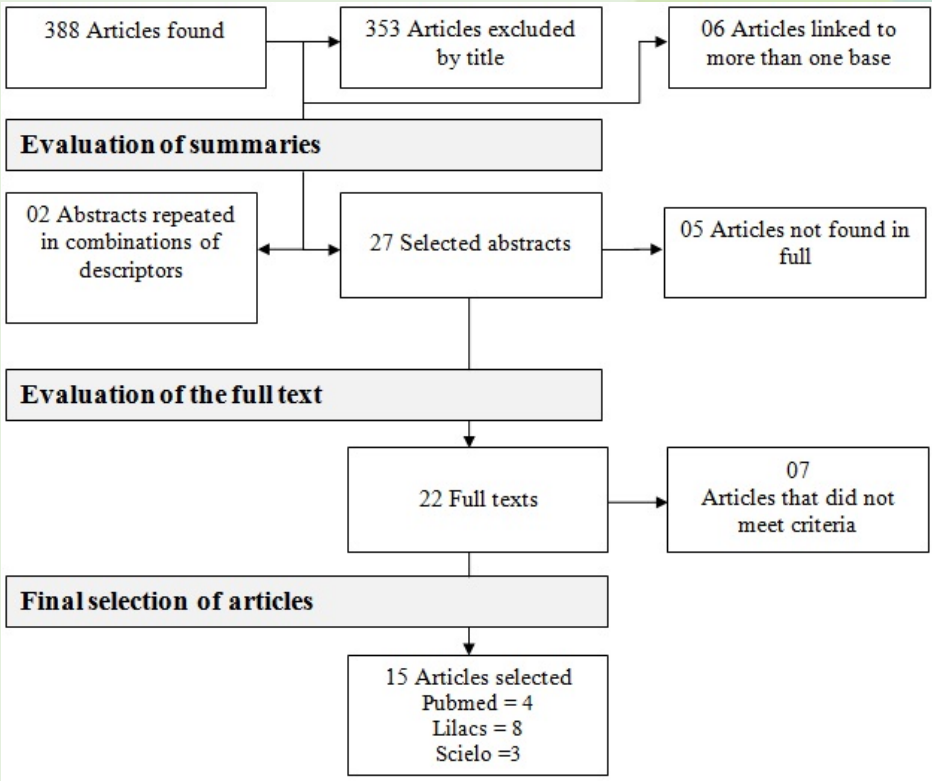 388 Articles found
353 Articles excluded
by title
06 Articles linked to
more than one base
Evaluation of summaries
02 Abstracts repeated
in combinations of
descriptors
27 Selected abstracts
05 Articles not found in
full
Evaluation of the full text
22 Full texts
07
Articles that did not
meet criteria
Final selection of articles
15 Articles selected
Pubmed = 4
Lilacs = 8
Scielo =3